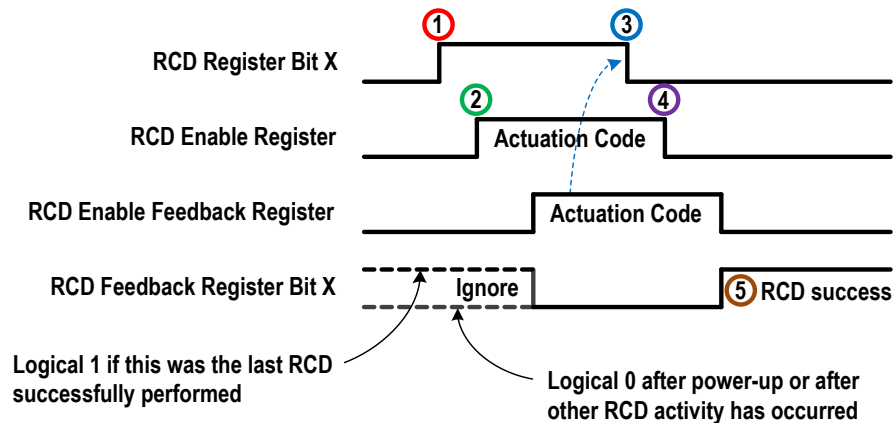 1
3
RCD Register Bit X
2
4
RCD Enable Register
Actuation Code
RCD Enable Feedback Register
Actuation Code
RCD Feedback Register Bit X
Ignore
5 RCD success
Logical 1 if this was the last RCD
successfully performed
Logical 0 after power-up or after
other RCD activity has occurred